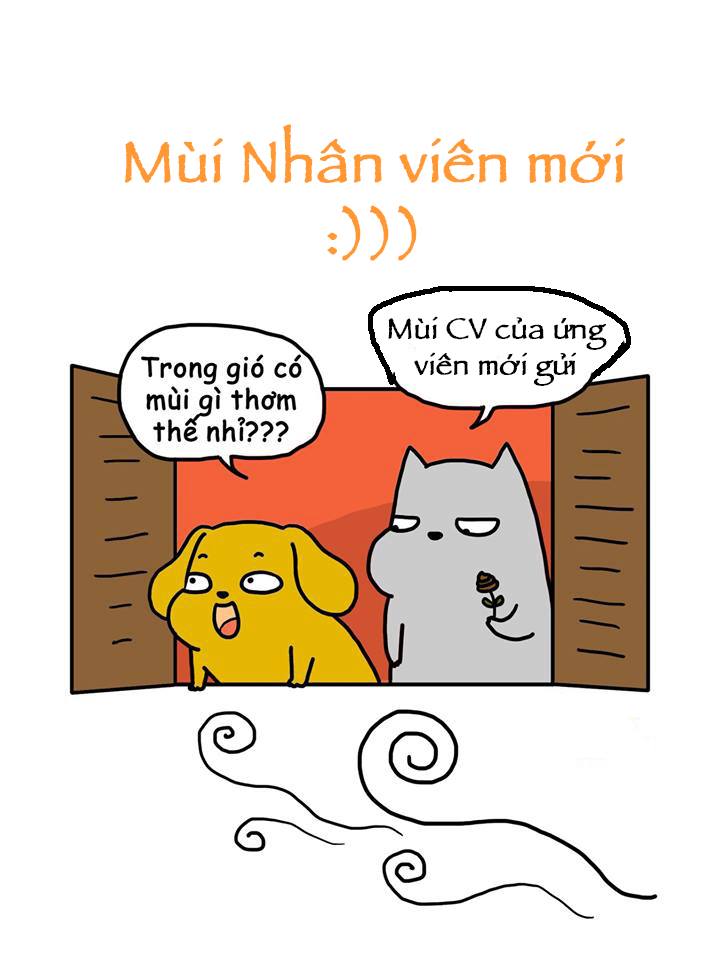 Mùi Nhân viên mới
:)))
Mùi CV của ứng
viên mới gửi
Trong gió có
mùi gì thơm
thế nhỉ???